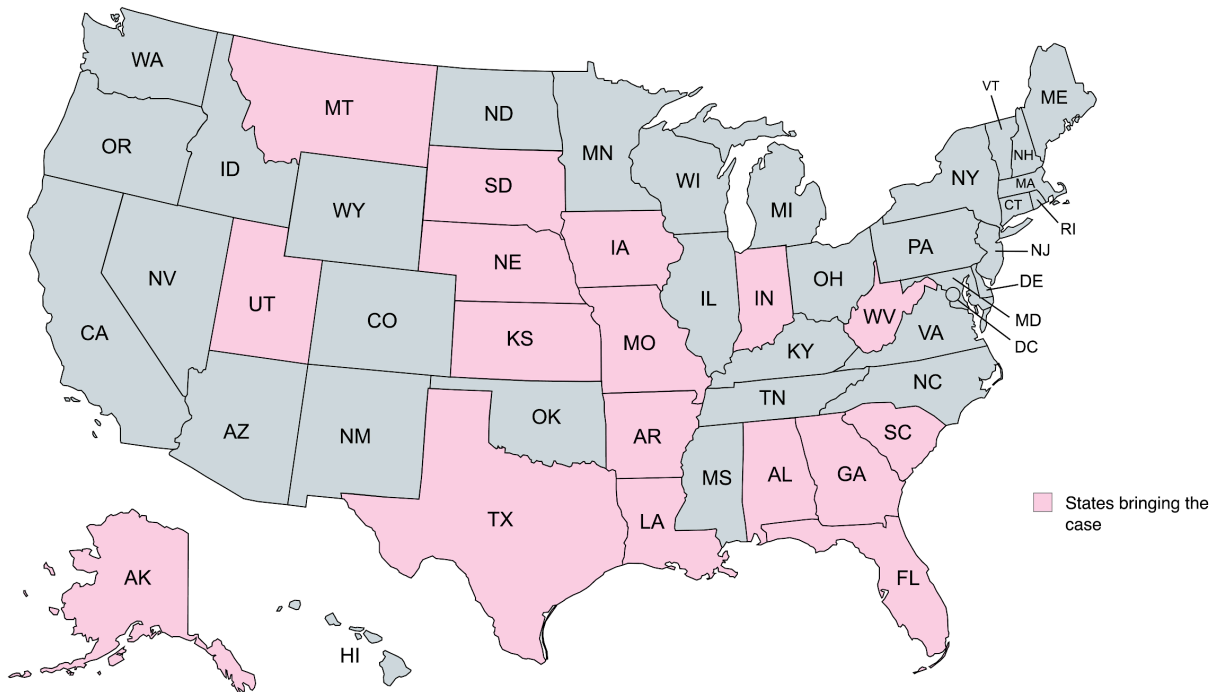 WA
MT
ND
MN
VT
ME
OR
ID
SD
WI
NH
NY
MA
WY
MI
CT
RI
IA
PA
NJ
NE
NV
OH
DE
UT
IL
IN
CO
WV
MD
CA
KS
MO
VA
KY
DC
NC
TN
AZ
NM
OK
AR
SC
MS
AL
GA
States bringing the
case
TX
LA
AK
FL
HI